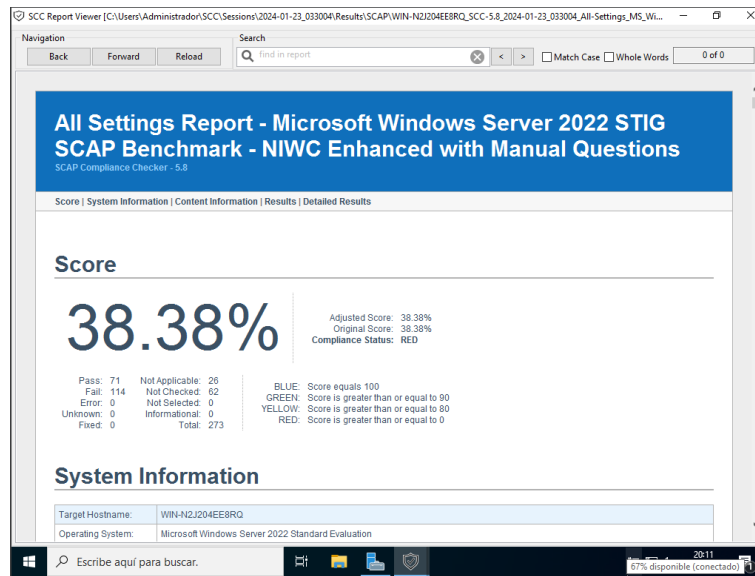 SCC Report Viewer [C:\Users\Administrador\SCC\Sessions\2024-01-23_033004\Results\SCAP\WIN-N2J204EE8RQ_SCC-5.8_2024-01-23_033004_All-Settings_MS_Wi...
Navigation
Search
Back Forward Reload find in report < > Match Case Whole Words 0 of 0
All Settings Report - Microsoft Windows Server 2022 STIG
SCAP Benchmark - NIWC Enhanced with Manual Questions
SCAP Compliance Checker - 5.8
Score | System Information | Content Information | Results | Detailed Results
Score
38.38%
Adjusted Score: 38.38%
Original Score: 38.38%
Compliance Status: RED
Pass: 71 Not Applicable: 26
Fail: 114 Not Checked: 62
Error: 0 Not Selected: 0
Unknown: 0 Informational: 0
Fixed: 0 Total: 273
BLUE: Score equals 100
GREEN: Score is greater than or equal to 90
YELLOW: Score is greater than or equal to 80
RED: Score is greater than or equal to 0
System Information
Target Hostname: WIN-N2J204EE8RQ
Operating System: Microsoft Windows Server 2022 Standard Evaluation
Escribe aquí para buscar.
20:11
67% disponible (conectado)